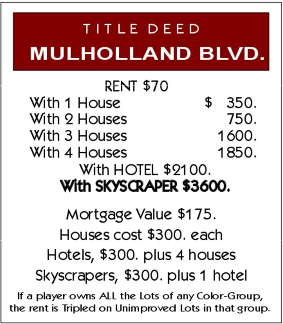 TITLE DEED
MULHOLLAND BLVD.
RENT $70
With 1 House $ 350.
With 2 Houses 750.
With 3 Houses 1600.
With 4 Houses 1850.
With HOTEL $2100.
With SKYSCRAPER $3600.
Mortgage Value $175.
Houses cost $300. each
Hotels, $300. plus 4 houses
Skyscrapers, $300. plus 1 hotel
If a player owns ALL the Lots of any Color-Group,
the rent is Tripled on Unimproved Lots in that group.